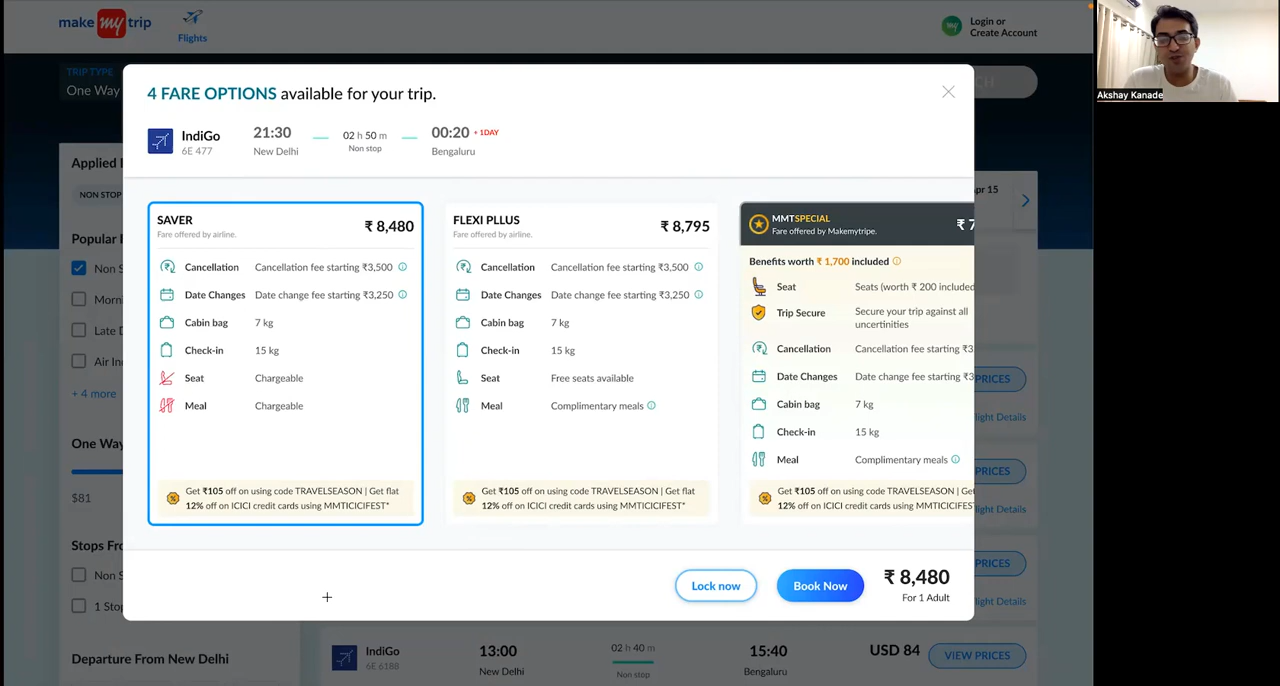 make my trip
Flights
my
Login or
Create Account
Akshay Kanade
TRIP TYPE
One Way
CH
4 FARE OPTIONS available for your trip.
IndiGo
6E 477
21:30
New Delhi
02 h 50 m
Non stop
00:20 +1DAY
Bengaluru
Applied
NON STOP
Apr 15
Popular
Non S
Morni
Late D
Air In
+ 4 more
One Way
$81
Stops Fro
Non S
1 Stop
Departure From New Delhi
SAVER
Fare offered by airline.
₹ 8,480
Cancellation Cancellation fee starting ₹3,500
Date Changes Date change fee starting ₹3,250
Cabin bag 7 kg
Check-in 15 kg
Seat Chargeable
Meal Chargeable
Get ₹105 off on using code TRAVELSEASON | Get flat
12% off on ICICI credit cards using MMTICICIFEST*
FLEXI PLLUS
Fare offered by airline.
₹ 8,795
Cancellation Cancellation fee starting ₹3,500
Date Changes Date change fee starting ₹3,250
Cabin bag 7 kg
Check-in 15 kg
Seat Free seats available
Meal Complimentary meals
Get ₹105 off on using code TRAVELSEASON | Get flat
12% off on ICICI credit cards using MMTICICIFEST*
MMTSPECIAL
Fare offered by Makemytripe.
₹ 7
Benefits worth ₹ 1,700 included
Seat Seats (worth ₹ 200 included
Trip Secure Secure your trip against all
uncertinities
Cancellation Cancellation fee starting ₹3
Date Changes Date change fee starting ₹3
Cabin bag 7 kg
Check-in 15 kg
Meal Complimentary meals
Get ₹105 off on using code TRAVELSEASON | Get
12% off on ICICI credit cards using MMTICICIFES
PRICES
light Details
PRICES
light Details
PRICES
light Details
Lock now
Book Now
₹ 8,480
For 1 Adult
IndiGo
6E 6188
13:00
New Delhi
02 h 40 m
Non stop
15:40
Bengaluru
USD 84
VIEW PRICES